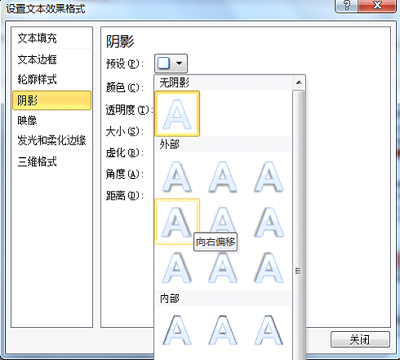 设置文本效果格式
文本填充
文本边框
轮廓样式
阴影
映像
发光和柔化边缘
三维格式
阴影
预设(P):
颜色(C):
透明度(T):
大小(S):
虚化(B):
角度(A):
距离(D):
无阴影
外部
向右偏移
内部
关闭